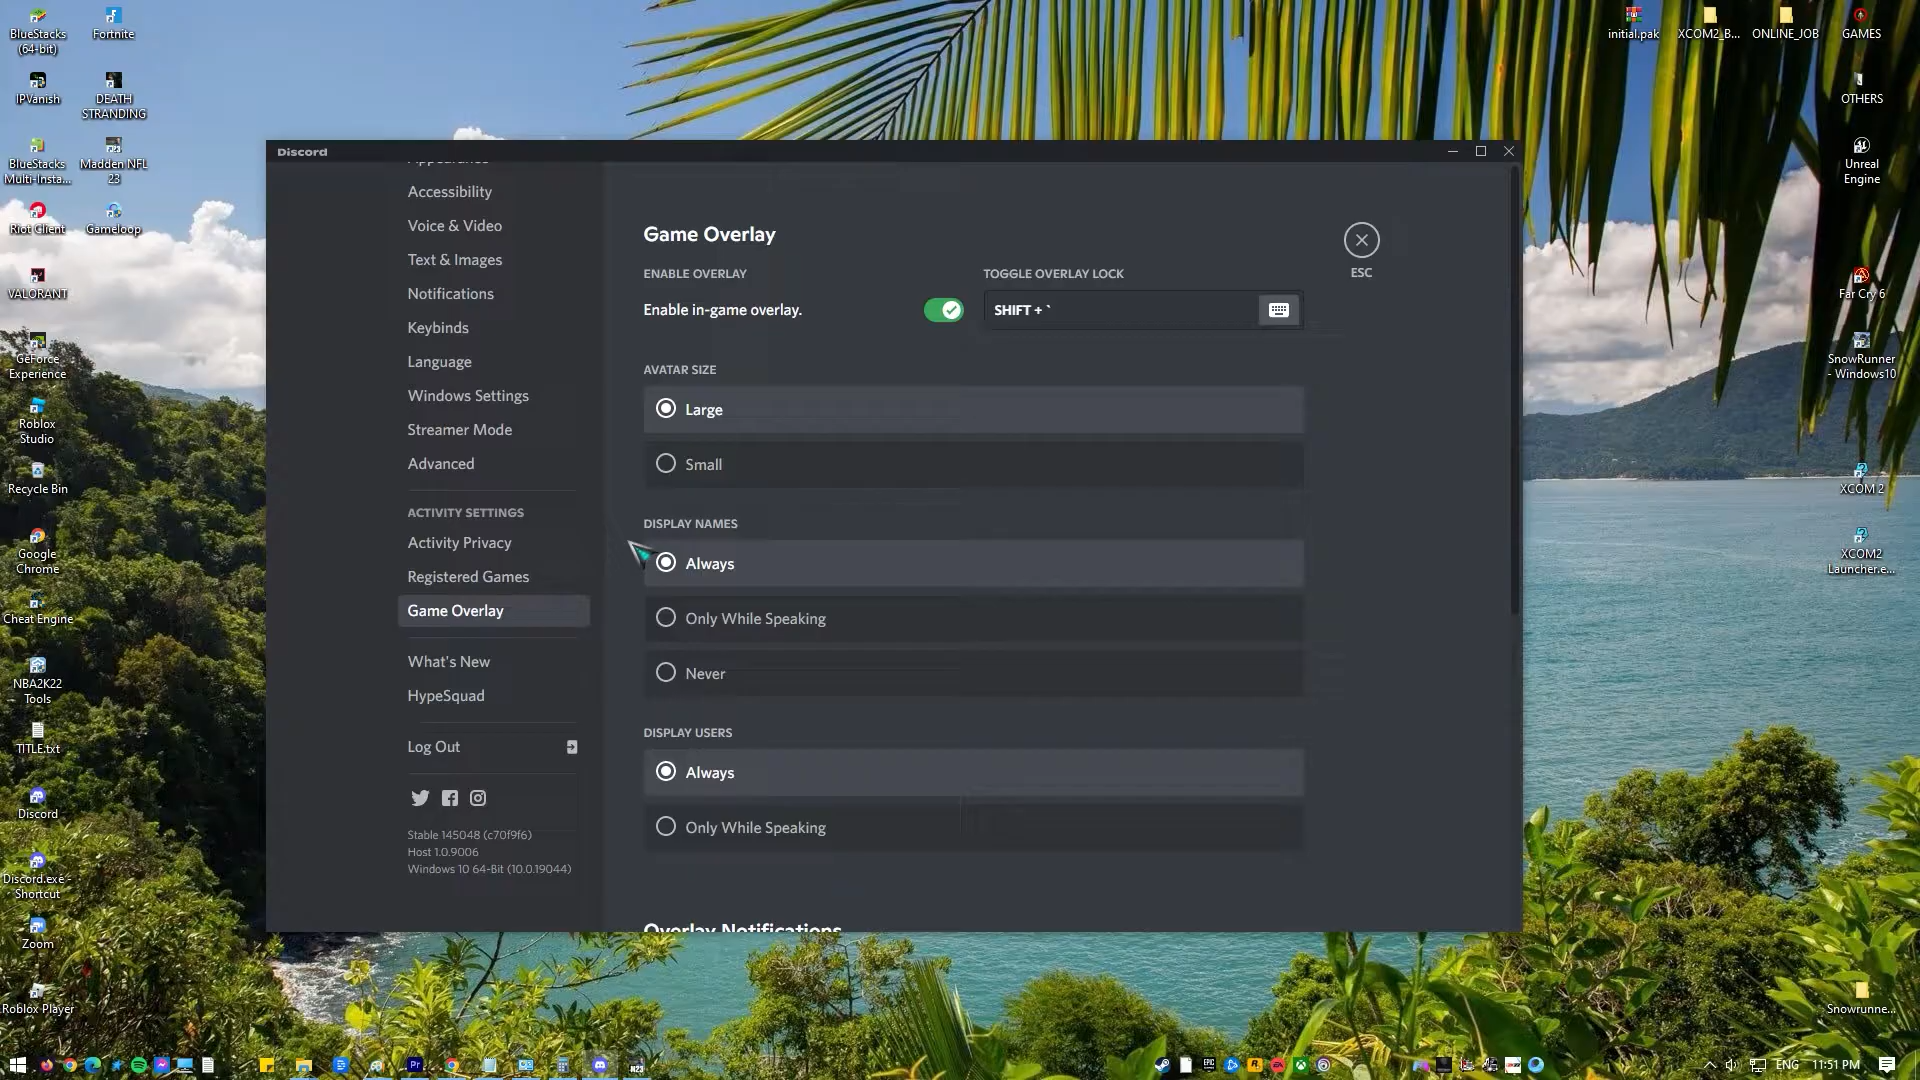 BlueStacks
(64-bit)
Fortnite
IPVanish
DEATH
STRANDING
BlueStacks
Multi-Insta...
Madden NFL
23
Riot Client
Gameloop
VALORANT
GeForce
Experience
Roblox
Studio
Recycle Bin
Google
Chrome
Cheat Engine
NBA2K22
Tools
TITLE.txt
Discord
Discord.exe -
Shortcut
Zoom
Roblox Player
Discord
Appearance
Accessibility
Voice & Video
Text & Images
Notifications
Keybinds
Language
Windows Settings
Streamer Mode
Advanced
ACTIVITY SETTINGS
Activity Privacy
Registered Games
Game Overlay
What's New
HypeSquad
Log Out
Stable 145048 (c70f9f6)
Host 1.0.9006
Windows 10 64-Bit (10.0.19044)
Game Overlay
ESC
ENABLE OVERLAY
Enable in-game overlay.
TOGGLE OVERLAY LOCK
SHIFT + `
AVATAR SIZE
Large
Small
DISPLAY NAMES
Always
Only While Speaking
Never
DISPLAY USERS
Always
Only While Speaking
Overlay Notifications
initial.pak
XCOM2_B...
ONLINE_JOB
GAMES
OTHERS
Unreal
Engine
Far Cry 6
SnowRunner
- Windows10
XCOM 2
XCOM2
Launcher.e...
Snowrunne...
Pr
N23
EPIC
ENG
11:51 PM